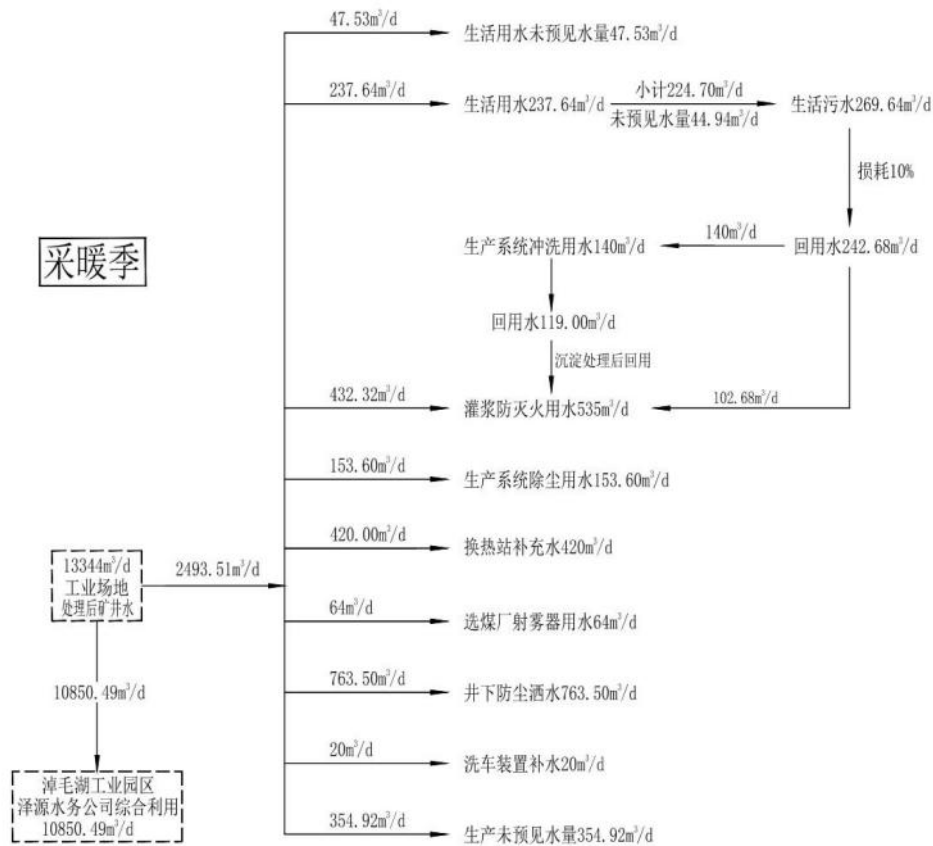 47.53m³/d
生活用水未预见水量47.53m³/d
237.64m³/d
生活用水237.64m³/d
小计224.70m³/d
未预见水量44.94m³/d
生活污水269.64m³/d
损耗10%
采暖季
生产系统冲洗用水140m³/d
140m³/d
回用水242.68m³/d
回用水119.00m³/d
沉淀处理后回用
432.32m³/d
灌浆防灭火用水535m³/d
102.68m³/d
153.60m³/d
生产系统除尘用水153.60m³/d
420.00m³/d
换热站补充水420m³/d
13344m³/d
工业场地
处理后矿井水
2493.51m³/d
64m³/d
选煤厂射雾器用水64m³/d
10850.49m³/d
763.50m³/d
井下防尘洒水763.50m³/d
20m³/d
洗车装置补水20m³/d
淖毛湖工业园区
泽源水务公司综合利用
10850.49m³/d
354.92m³/d
生产未预见水量354.92m³/d